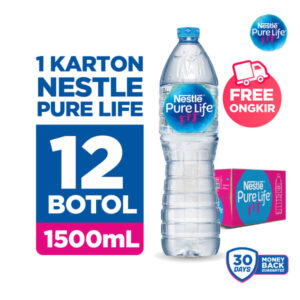 1 KARTON
NESTLE
PURE LIFE
12
BOTOL
1500mL
Nestlé
Pure Life
FREE
ONGKIR
Nestlé
Pure Life
Nestlé
Pure Life
30
DAYS
MONEY
BACK
GUARANTEE